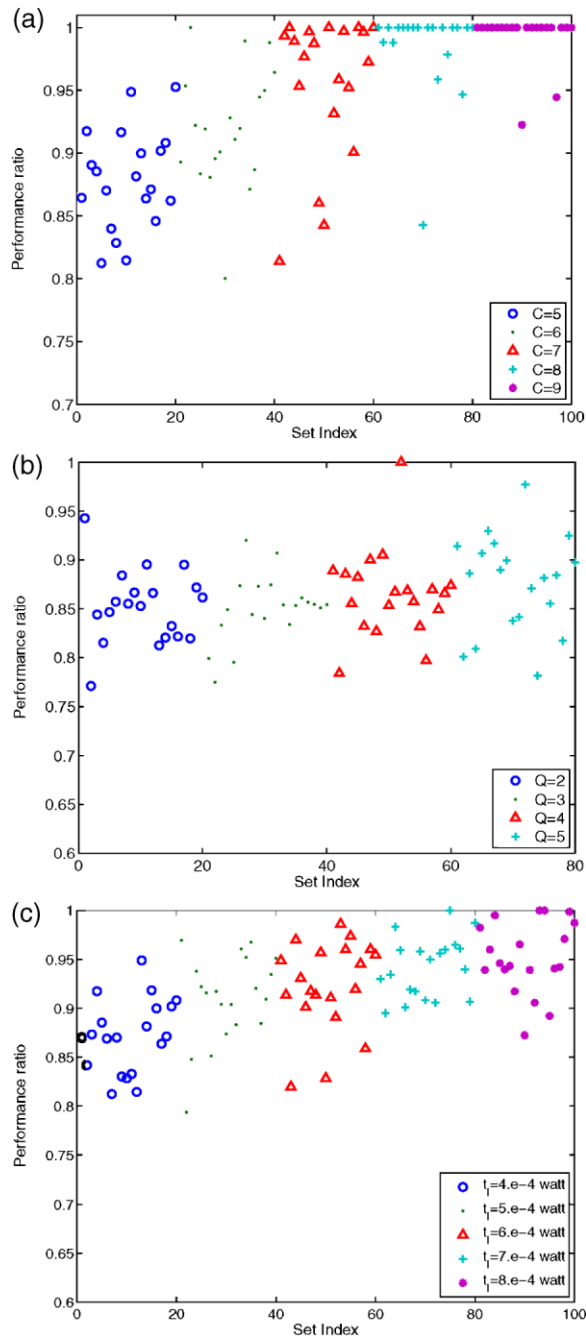 (a)
1
0.95
0.9
0.85
0.8
0.75
0.7
Performance ratio
0 20 40 60 80 100
Set Index
C=5
C=6
C=7
C=8
C=9
(b)
1
0.95
0.9
0.85
0.8
0.75
0.7
0.65
0.6
Performance ratio
0 20 40 60 80
Set Index
Q=2
Q=3
Q=4
Q=5
(c)
1
0.95
0.9
0.85
0.8
0.75
0.7
0.65
0.6
Performance ratio
0 20 40 60 80 100
Set Index
t_l=4.e-4 watt
t_l=5.e-4 watt
t_l=6.e-4 watt
t_l=7.e-4 watt
t_l=8.e-4 watt